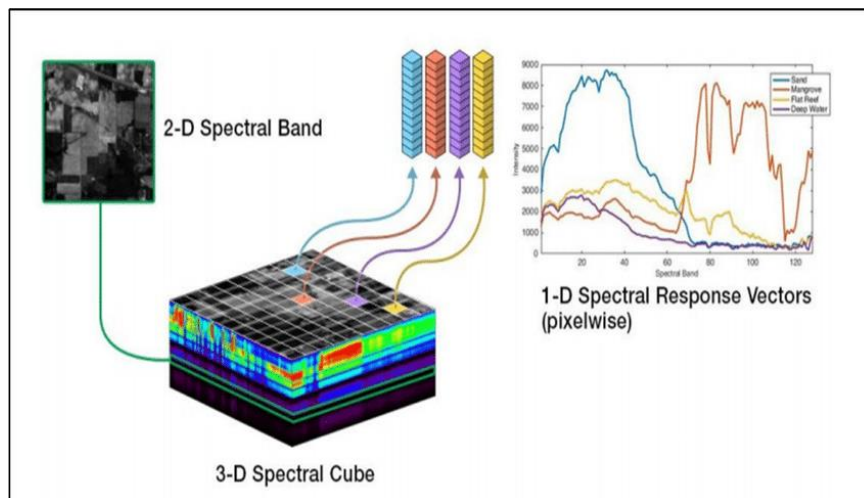 2-D Spectral Band
3-D Spectral Cube
9000
8000
7000
6000
5000
4000
3000
2000
1000
0
Intensity
20
40
60
80
100
120
Spectral Band
Sand
Mangrove
Flat Reef
Deep Water
1-D Spectral Response Vectors
(pixelwise)